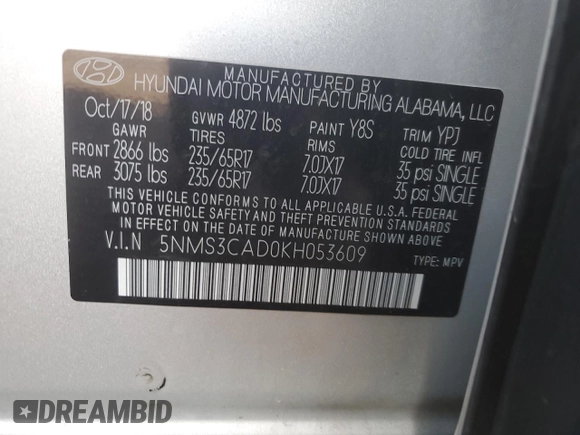 MANUFACTURED BY
HYUNDAI MOTOR MANUFACTURING ALABAMA, LLC
Oct/17/18 GVWR 4872 lbs PAINT Y8S TRIM YPJ
GAWR TIRES RIMS COLD TIRE INFL
FRONT 2866 lbs 235/65R17 7.0JX17 35 psi SINGLE
REAR 3075 lbs 235/65R17 7.0JX17 35 psi SINGLE
THIS VEHICLE CONFORMS TO ALL APPLICABLE U.S.A. FEDERAL
MOTOR VEHICLE SAFETY AND THEFT PREVENTION STANDARDS
IN EFFECT ON THE DATE OF MANUFACTURE SHOWN ABOVE.
V.I.N 5NMS3CAD0KH053609 TYPE: MPV
DREAMBID